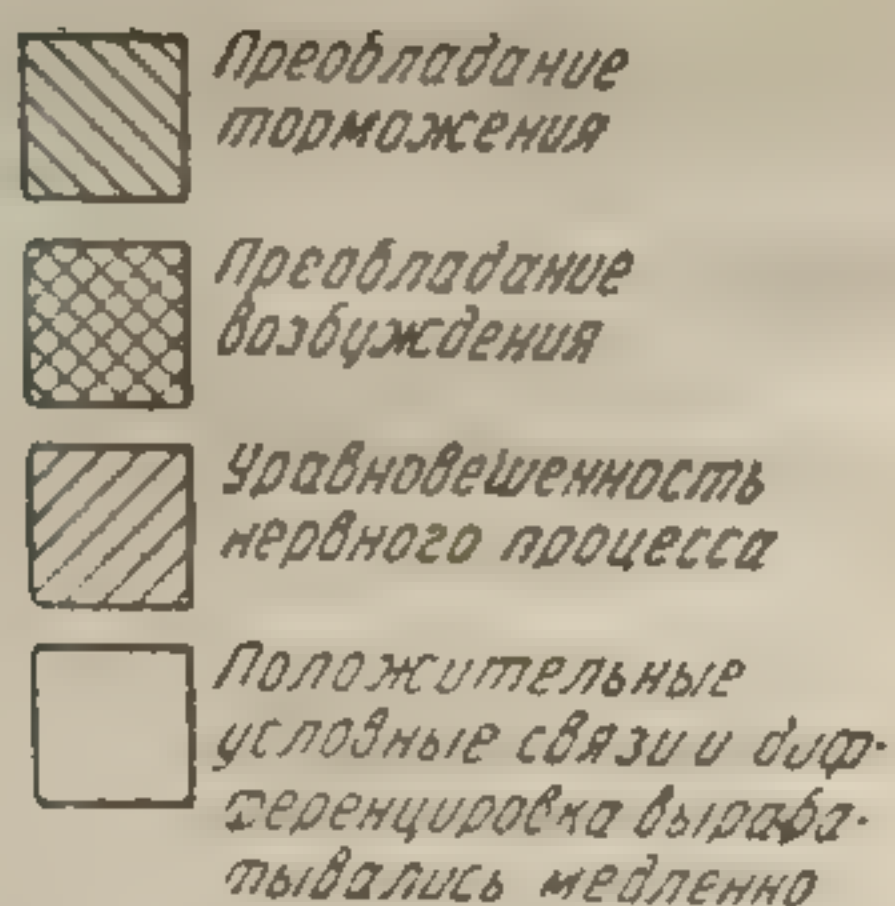 Преобладание
торможения
Преобладание
возбуждения
Уравновешенность
нервного процесса
Положительные
условные связи и диф-
ференцировка выраба-
тывались медленно